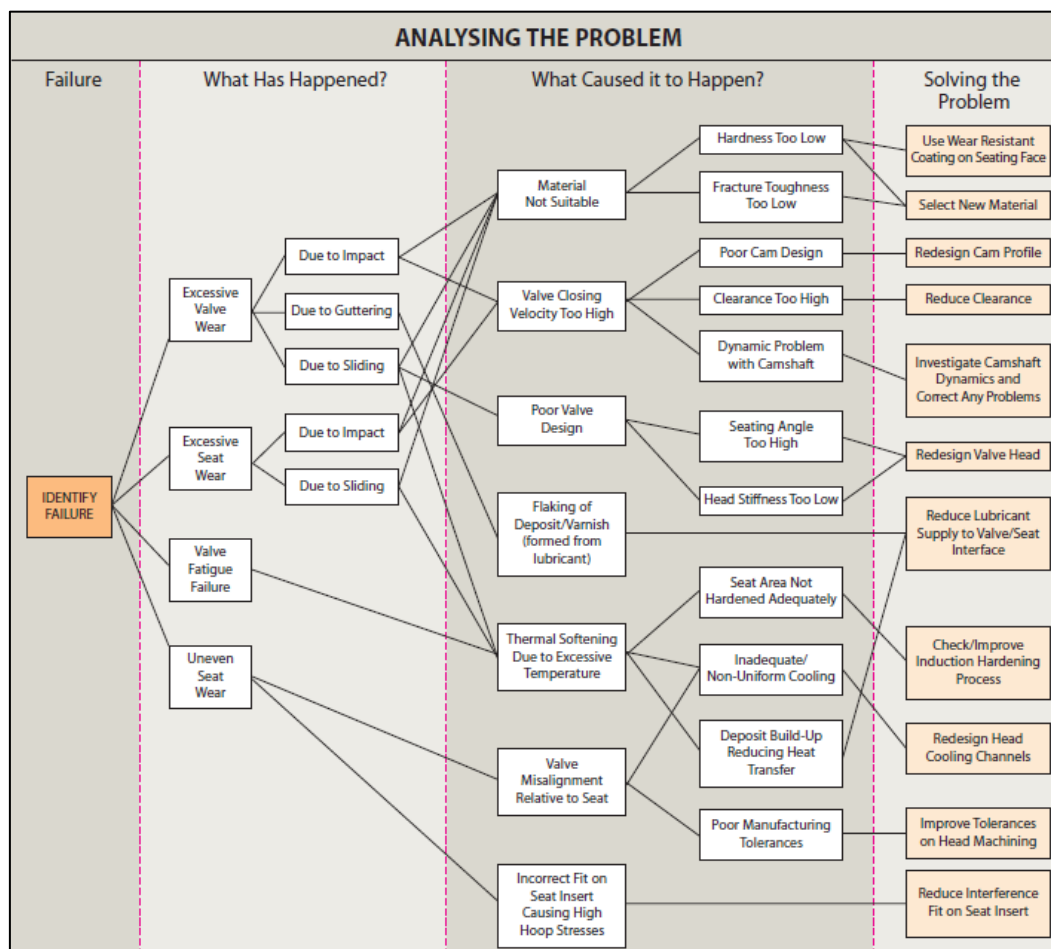 ANALYSING THE PROBLEM
Failure
What Has Happened?
What Caused it to Happen?
Solving the
Problem
IDENTIFY
FAILURE
Excessive
Valve
Wear
Excessive
Seat
Wear
Valve
Fatigue
Failure
Uneven
Seat
Wear
Due to Impact
Due to Guttering
Due to Sliding
Due to Impact
Due to Sliding
Material
Not Suitable
Valve Closing
Velocity Too High
Poor Valve
Design
Flaking of
Deposit/Varnish
(formed from
lubricant)
Thermal Softening
Due to Excessive
Temperature
Valve
Misalignment
Relative to Seat
Incorrect Fit on
Seat Insert
Causing High
Hoop Stresses
Hardness Too Low
Fracture Toughness
Too Low
Poor Cam Design
Clearance Too High
Dynamic Problem
with Camshaft
Seating Angle
Too High
Head Stiffness Too Low
Seat Area Not
Hardened Adequately
Inadequate/
Non-Uniform Cooling
Deposit Build-Up
Reducing Heat
Transfer
Poor Manufacturing
Tolerances
Use Wear Resistant
Coating on Seating Face
Select New Material
Redesign Cam Profile
Reduce Clearance
Investigate Camshaft
Dynamics and
Correct Any Problems
Redesign Valve Head
Reduce Lubricant
Supply to Valve/Seat
Interface
Check/Improve
Induction Hardening
Process
Redesign Head
Cooling Channels
Improve Tolerances
on Head Machining
Reduce Interference
Fit on Seat Insert